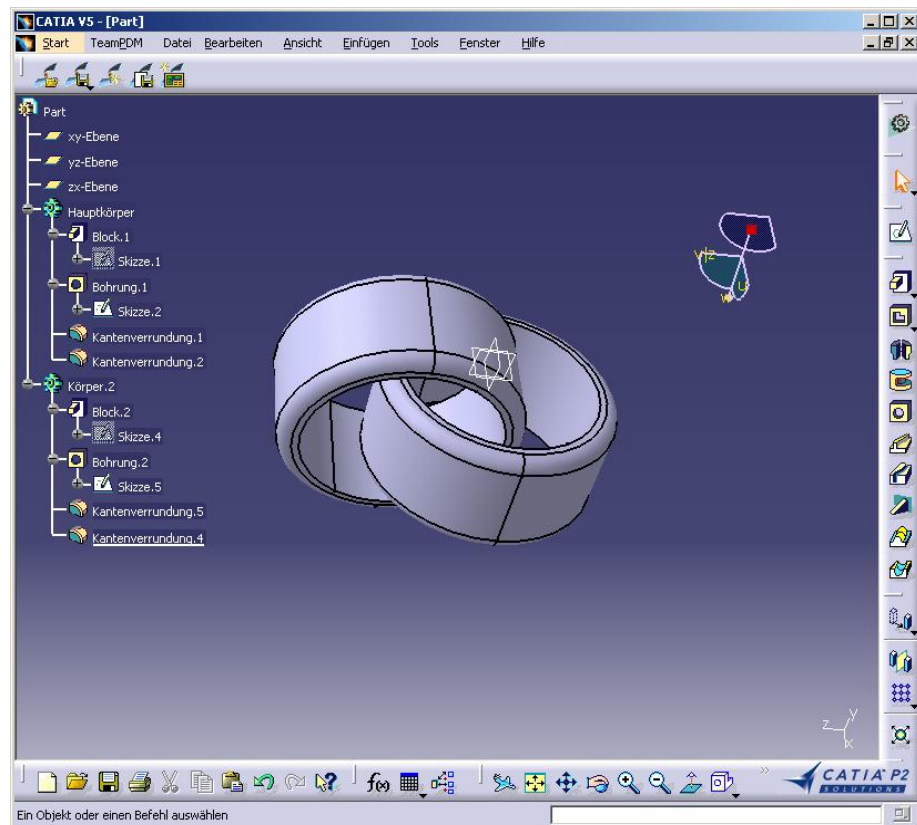 CATIA V5 - [Part]
Start TeamPDM Datei Bearbeiten Ansicht Einfügen Tools Fenster Hilfe
Part
xy-Ebene
yz-Ebene
zx-Ebene
Hauptkörper
Block.1
Skizze.1
Bohrung.1
Skizze.2
Kantenverrundung.1
Kantenverrundung.2
Körper.2
Block.2
Skizze.4
Bohrung.2
Skizze.5
Kantenverrundung.5
Kantenverrundung.4
z y
x
f(x)
CATIA P2
SOLUTIONS
Ein Objekt oder einen Befehl auswählen